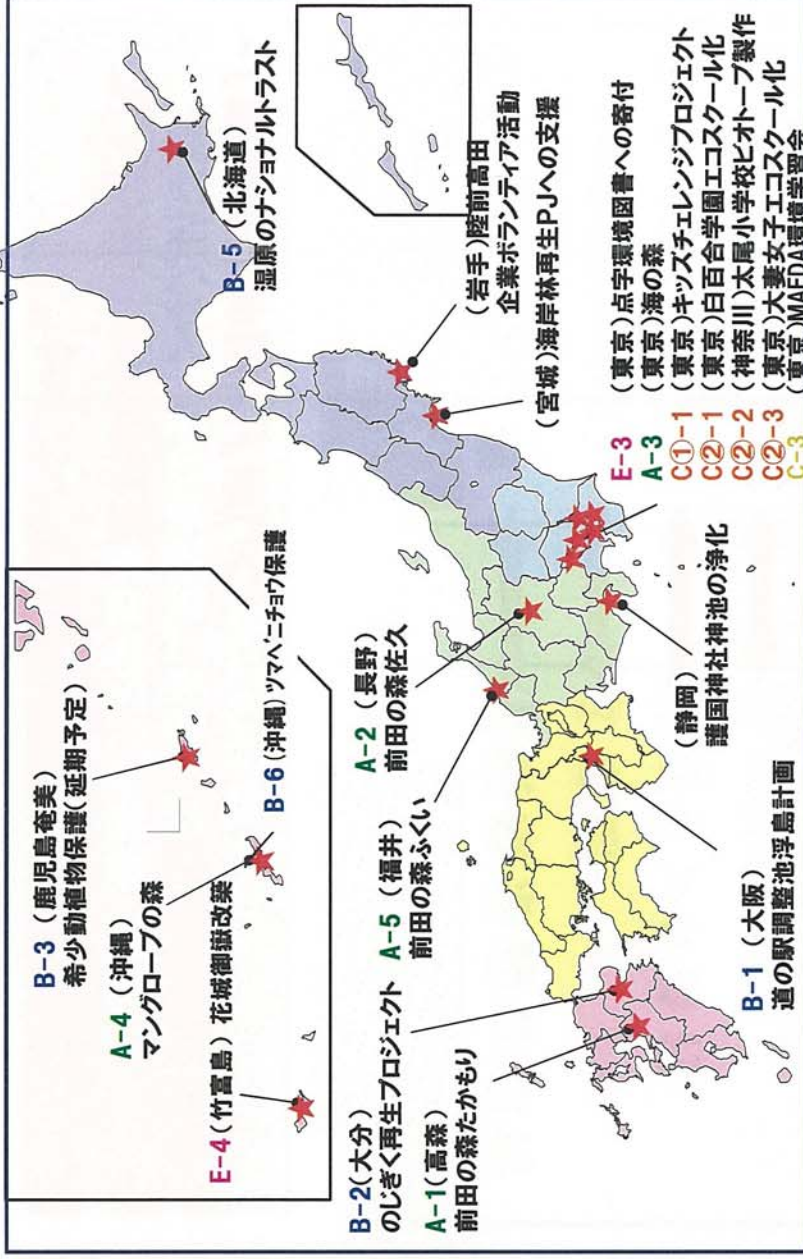 B-3 (鹿児島奄美)
希少動植物保護(延期予定)
A-4 (沖縄)
マングローブの森
B-6 (沖縄) ツマベニチョウ保護
E-4 (竹富島) 花城御嶽改築
B-5 (北海道)
湿原のナショナルトラスト
(岩手)陸前高田
企業ボランティア活動
(宮城)海岸林再生PJへの支援
A-2 (長野)
前田の森佐久
A-5 (福井)
前田の森ふくい
B-2(大分)
のじぎく再生プロジェクト
A-1(高森)
前田の森たかもり
B-1 (大阪)
道の駅調整池浮島計画
(静岡)
護国神社神池の浄化
E-3 (東京)点字環境図書への寄付
A-3 (東京)海の森
C①-1 (東京)キッズチェレンジプロジェクト
C②-1 (東京)白百合学園エコスクール化
C②-2 (神奈川)太尾小学校ビオトープ製作
C②-3 (東京)大妻女子エコスクール化
C-3 (東京)MAEDA環境学習会